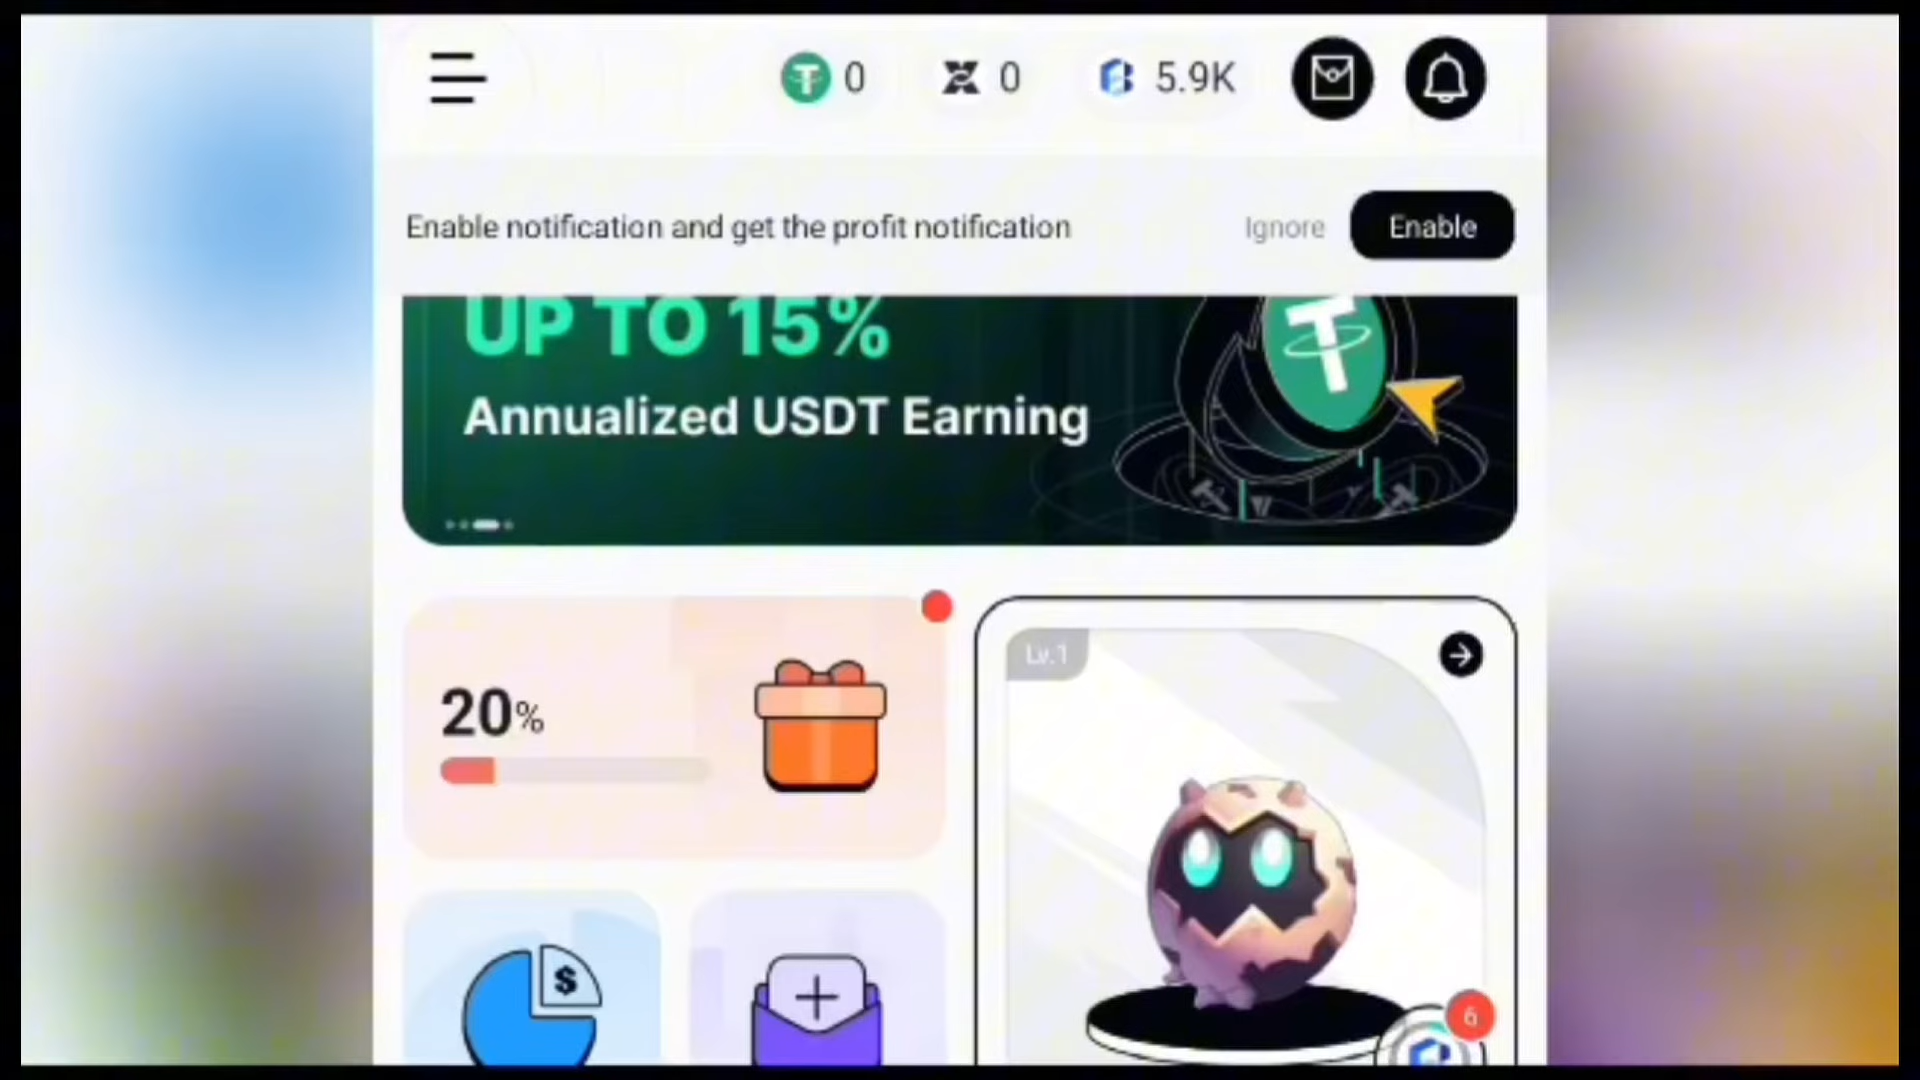 0 0 5.9K
Enable notification and get the profit notification Ignore Enable
UP TO 15%
Annualized USDT Earning
Lv.1
20%
$
6